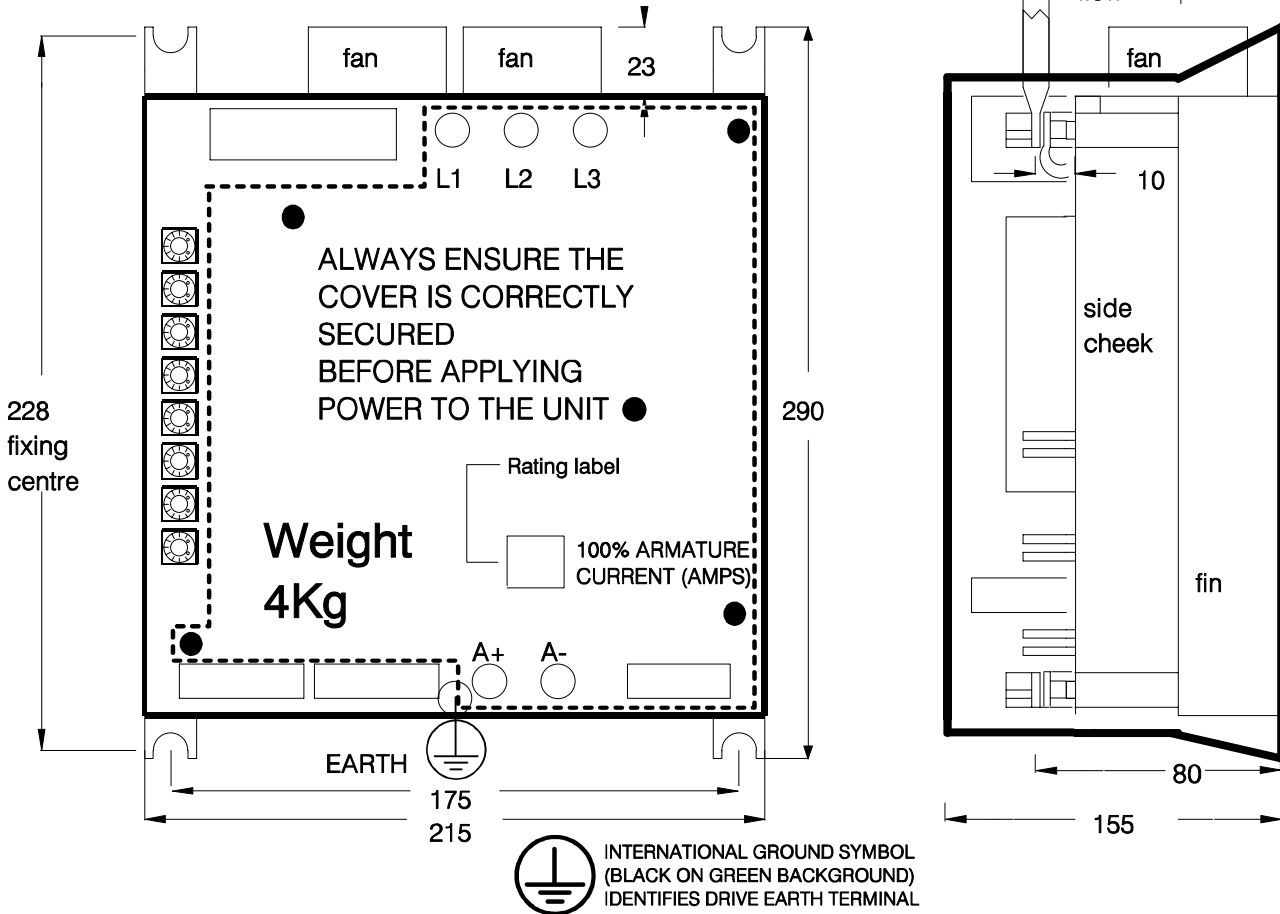 fan
fan
23
fan
L1
L2
L3
10
ALWAYS ENSURE THE
COVER IS CORRECTLY
SECURED
BEFORE APPLYING
POWER TO THE UNIT
side
cheek
228
fixing
centre
290
Rating label
Weight
4Kg
100% ARMATURE
CURRENT (AMPS)
fin
A+
A-
EARTH
175
215
80
155
INTERNATIONAL GROUND SYMBOL
(BLACK ON GREEN BACKGROUND)
IDENTIFIES DRIVE EARTH TERMINAL